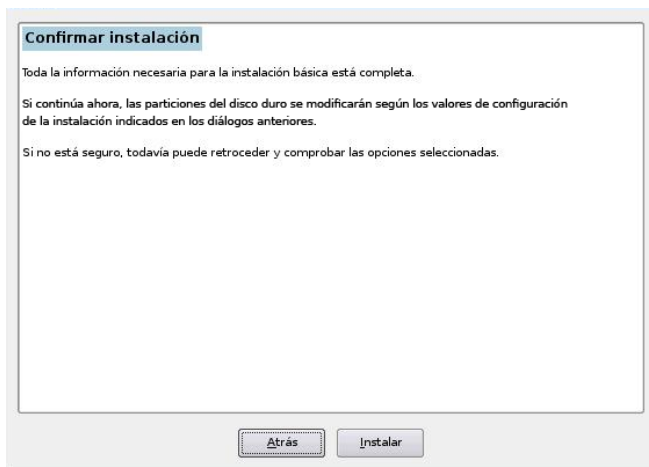 Confirmar instalación
Toda la información necesaria para la instalación básica está completa.
Si continúa ahora, las particiones del disco duro se modificarán según los valores de configuración
de la instalación indicados en los diálogos anteriores.
Si no está seguro, todavía puede retroceder y comprobar las opciones seleccionadas.
Atrás
Instalar